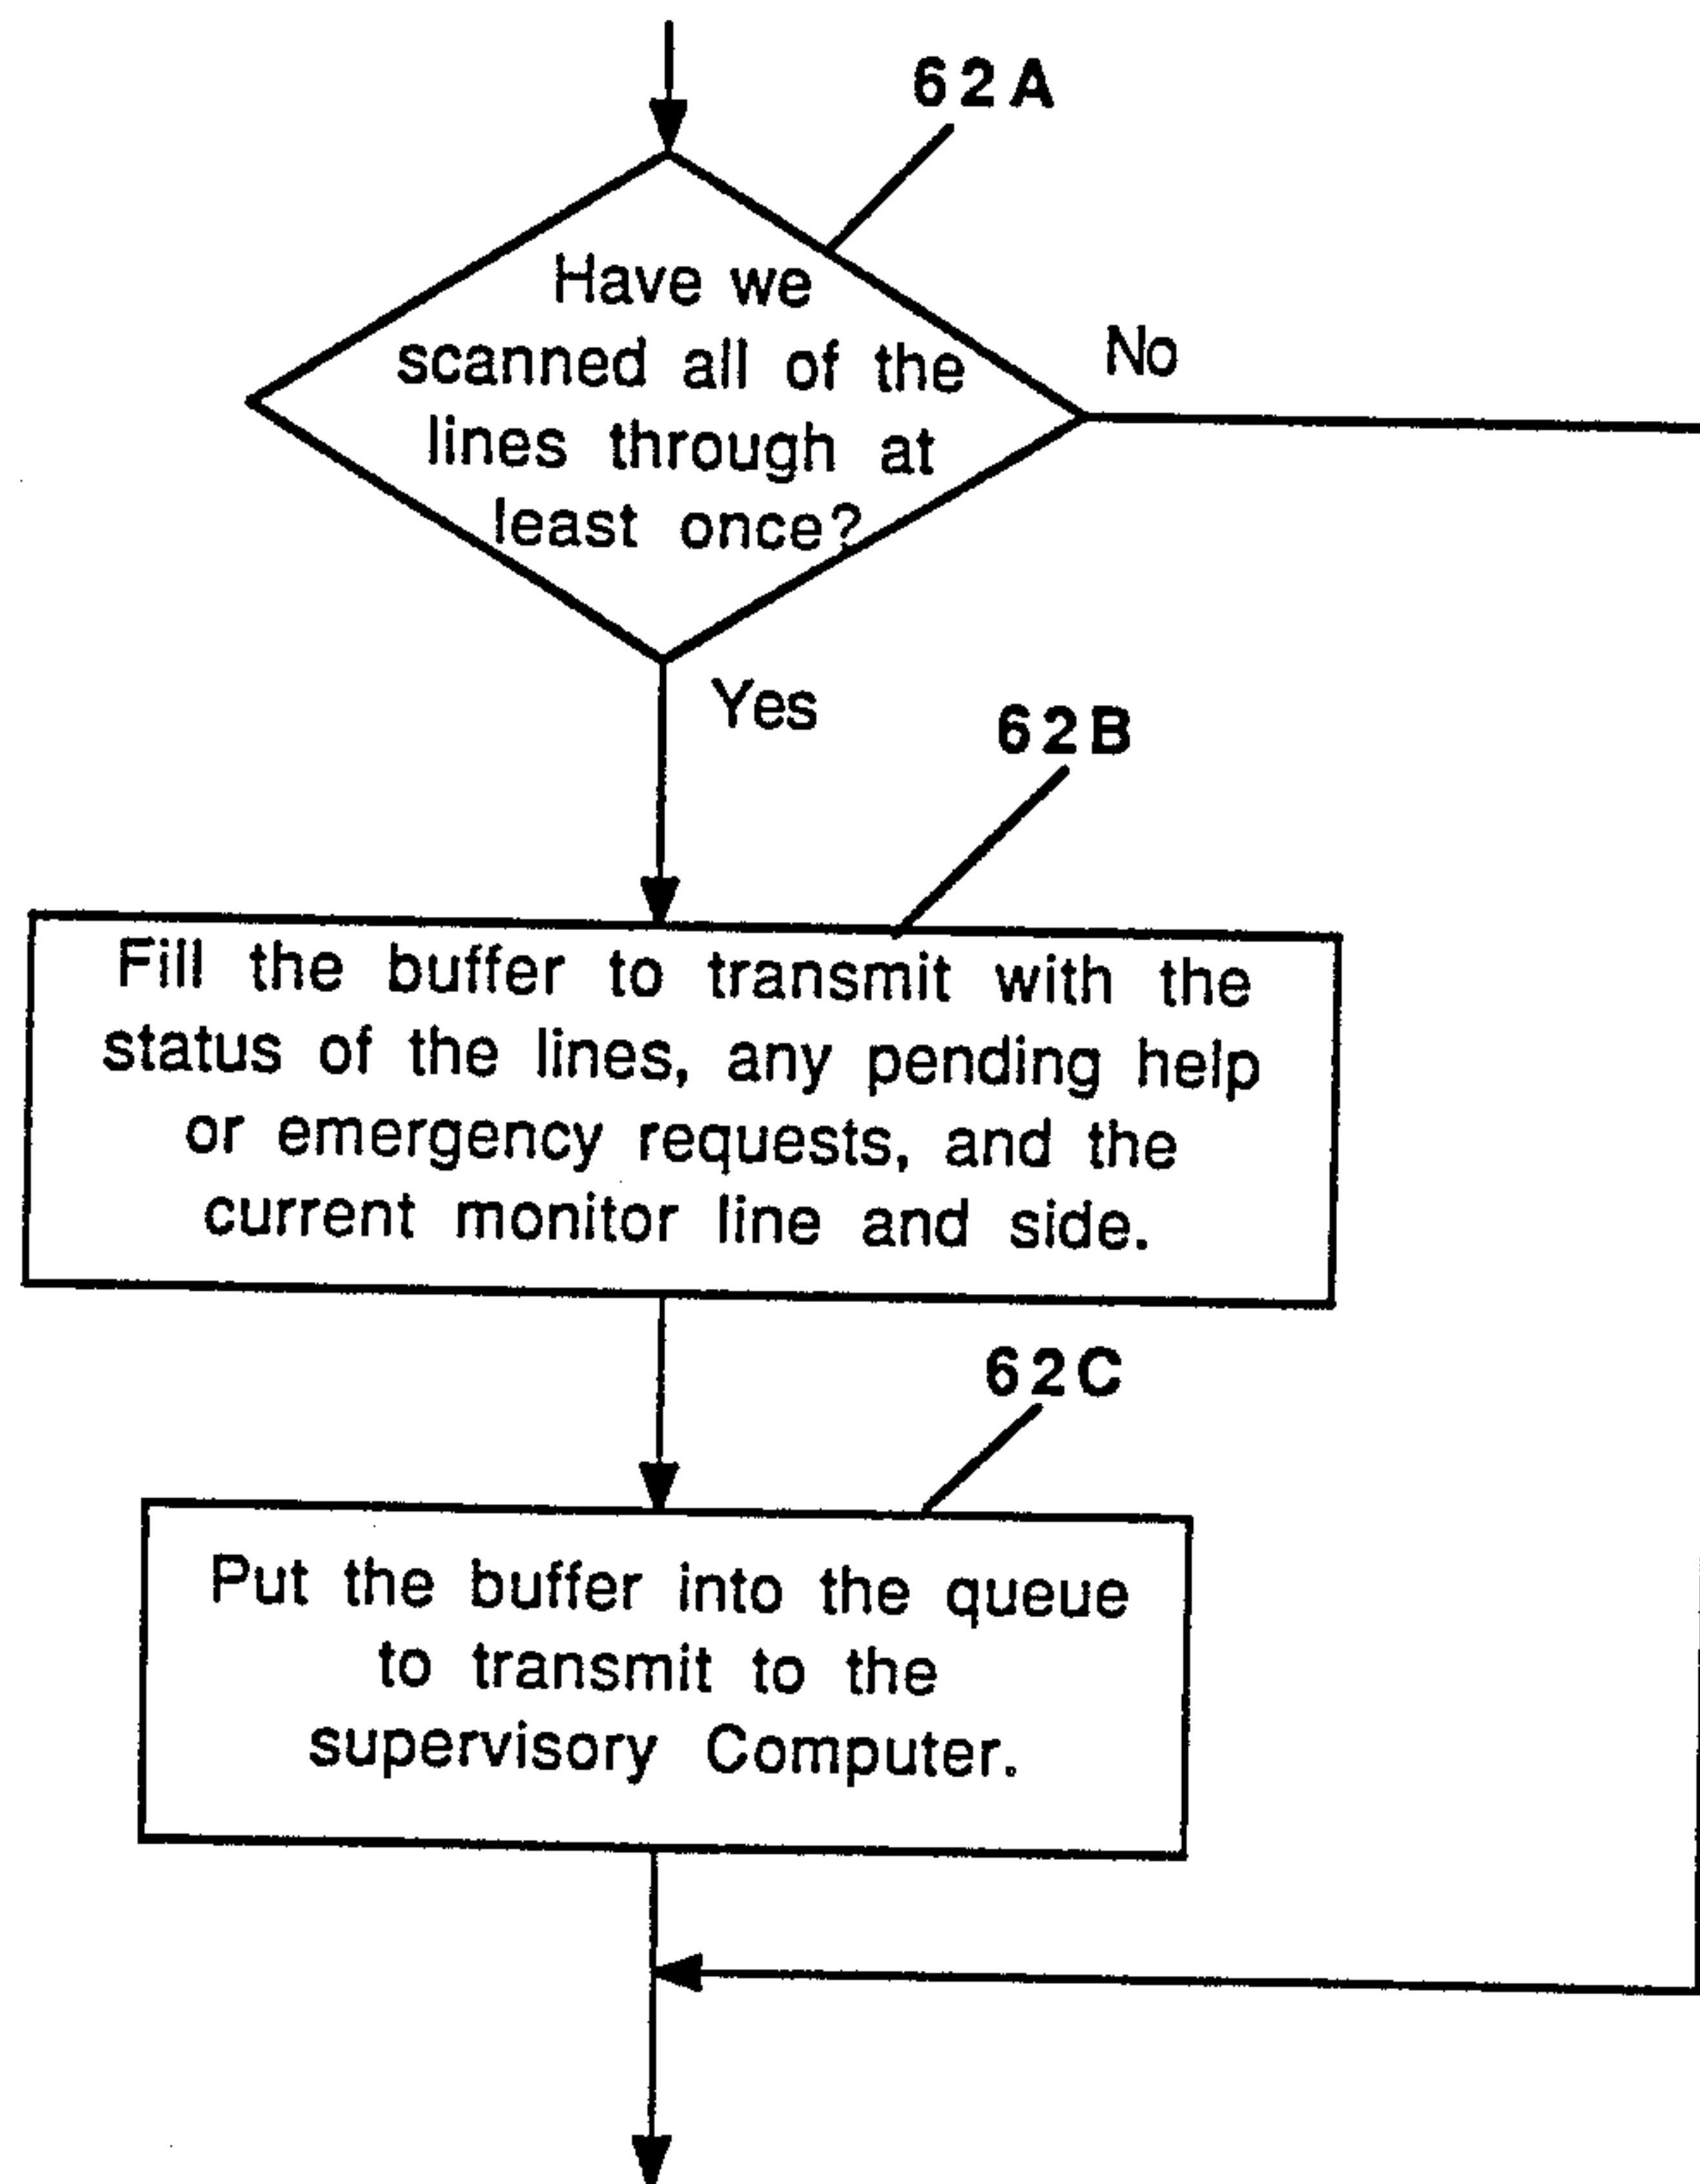 62A
Have we
scanned all of the
lines through at
least once?
No
Yes
62B
Fill the buffer to transmit with the
status of the lines, any pending help
or emergency requests, and the
current monitor line and side.
62C
Put the buffer into the queue
to transmit to the
supervisory Computer.